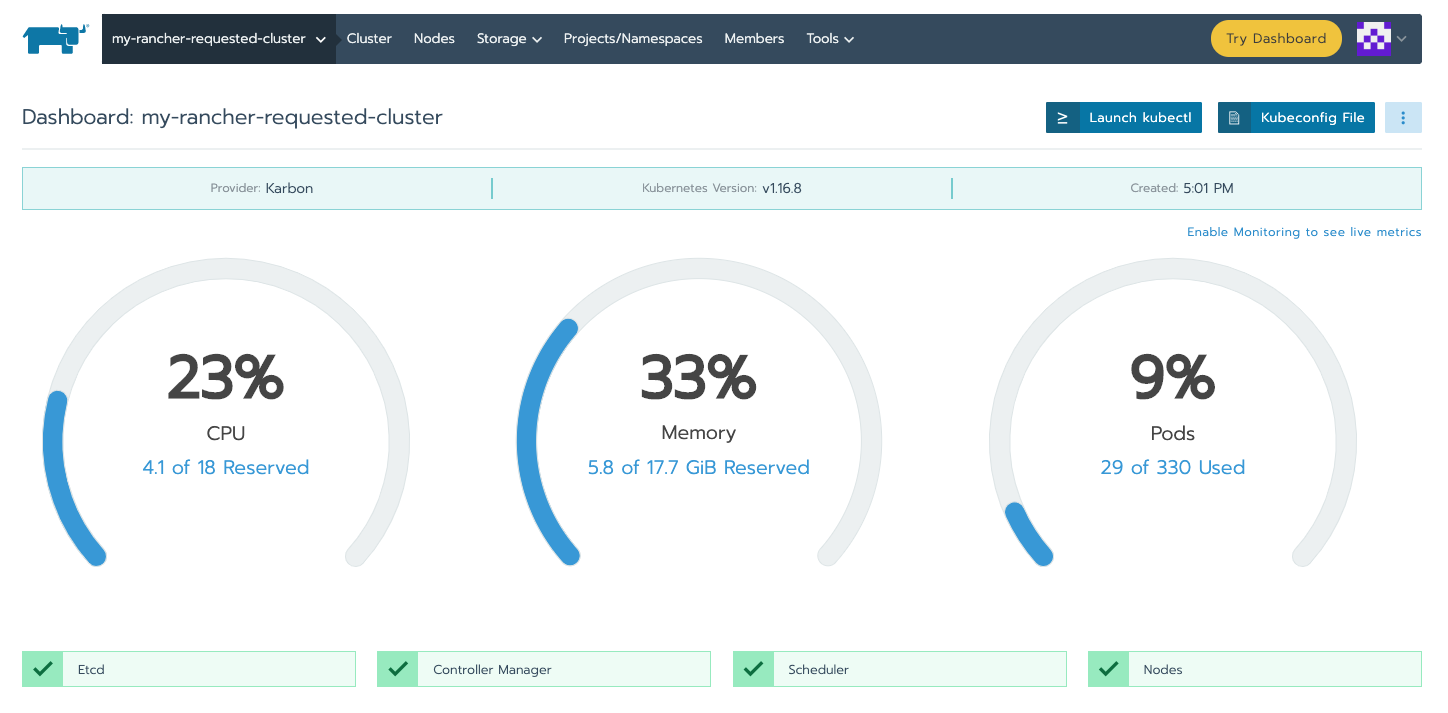 my-rancher-requested-cluster Cluster Nodes Storage Projects/Namespaces Members Tools Try Dashboard
Dashboard: my-rancher-requested-cluster Launch kubectl Kubeconfig File
Provider: Karbon Kubernetes Version: v1.16.8 Created: 5:01 PM
Enable Monitoring to see live metrics
23% 33% 9%
CPU Memory Pods
4.1 of 18 Reserved 5.8 of 17.7 GiB Reserved 29 of 330 Used
Etcd Controller Manager Scheduler Nodes